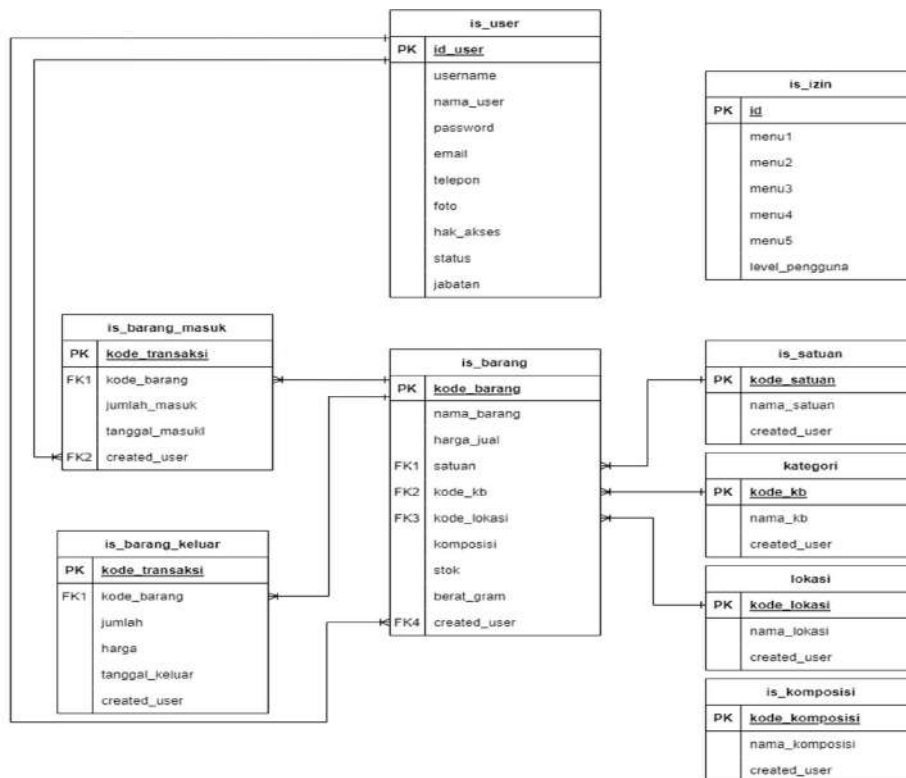 is_user
PK id_user
username
nama_user
password
email
telepon
foto
hak_akses
status
jabatan
is_izin
PK id
menu1
menu2
menu3
menu4
menu5
level_pengguna
is_barang_masuk
PK kode_transaksi
FK1 kode_barang
jumlah_masuk
tanggal_masukl
FK2 created_user
is_barang
PK kode_barang
nama_barang
harga_jual
FK1 satuan
FK2 kode_kb
FK3 kode_lokasi
komposisi
stok
berat_gram
FK4 created_user
is_satuan
PK kode_satuan
nama_satuan
created_user
kategori
PK kode_kb
nama_kb
created_user
is_barang_keluar
PK kode_transaksi
FK1 kode_barang
jumlah
harga
tanggal_keluar
created_user
lokasi
PK kode_lokasi
nama_lokasi
created_user
is_komposisi
PK kode_komposisi
nama_komposisi
created_user